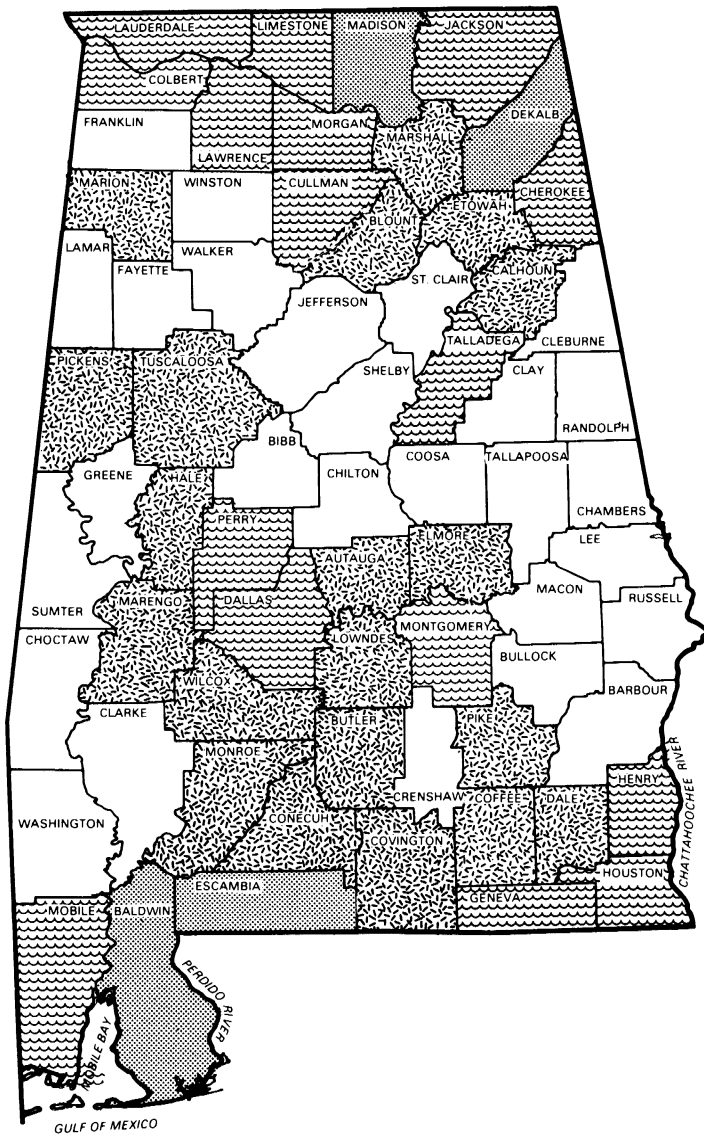 LAUDERDALE
LIMESTONE
MADISON
JACKSON
COLBERT
FRANKLIN
LAWRENCE
MORGAN
MARSHALL
DEKALB
MARION
WINSTON
CULLMAN
BLOUNT
ETOWAH
CHEROKEE
LAMAR
FAYETTE
WALKER
JEFFERSON
ST. CLAIR
CALHOUN
PICKENS
TUSCALOOSA
SHELBY
TALLADEGA
CLEBURNE
CLAY
RANDOLPH
GREENE
HALE
BIBB
CHILTON
COOSA
TALLAPOOSA
CHAMBERS
PERRY
AUTAUGA
ELMORE
LEE
SUMTER
MARENGO
DALLAS
LOWNDES
MONTGOMERY
MACON
RUSSELL
CHOCTAW
WILCOX
BULLOCK
BARBOUR
CLARKE
MONROE
BUTLER
CRENSHAW
PIKE
WASHINGTON
CONECUH
COVINGTON
COFFEE
DALE
HENRY
CHATTAHOOCHEE RIVER
MOBILE
BALDWIN
ESCAMBIA
GENEVA
HOUSTON
PERDIDO
RIVER
MOBILE BAY
GULF OF MEXICO